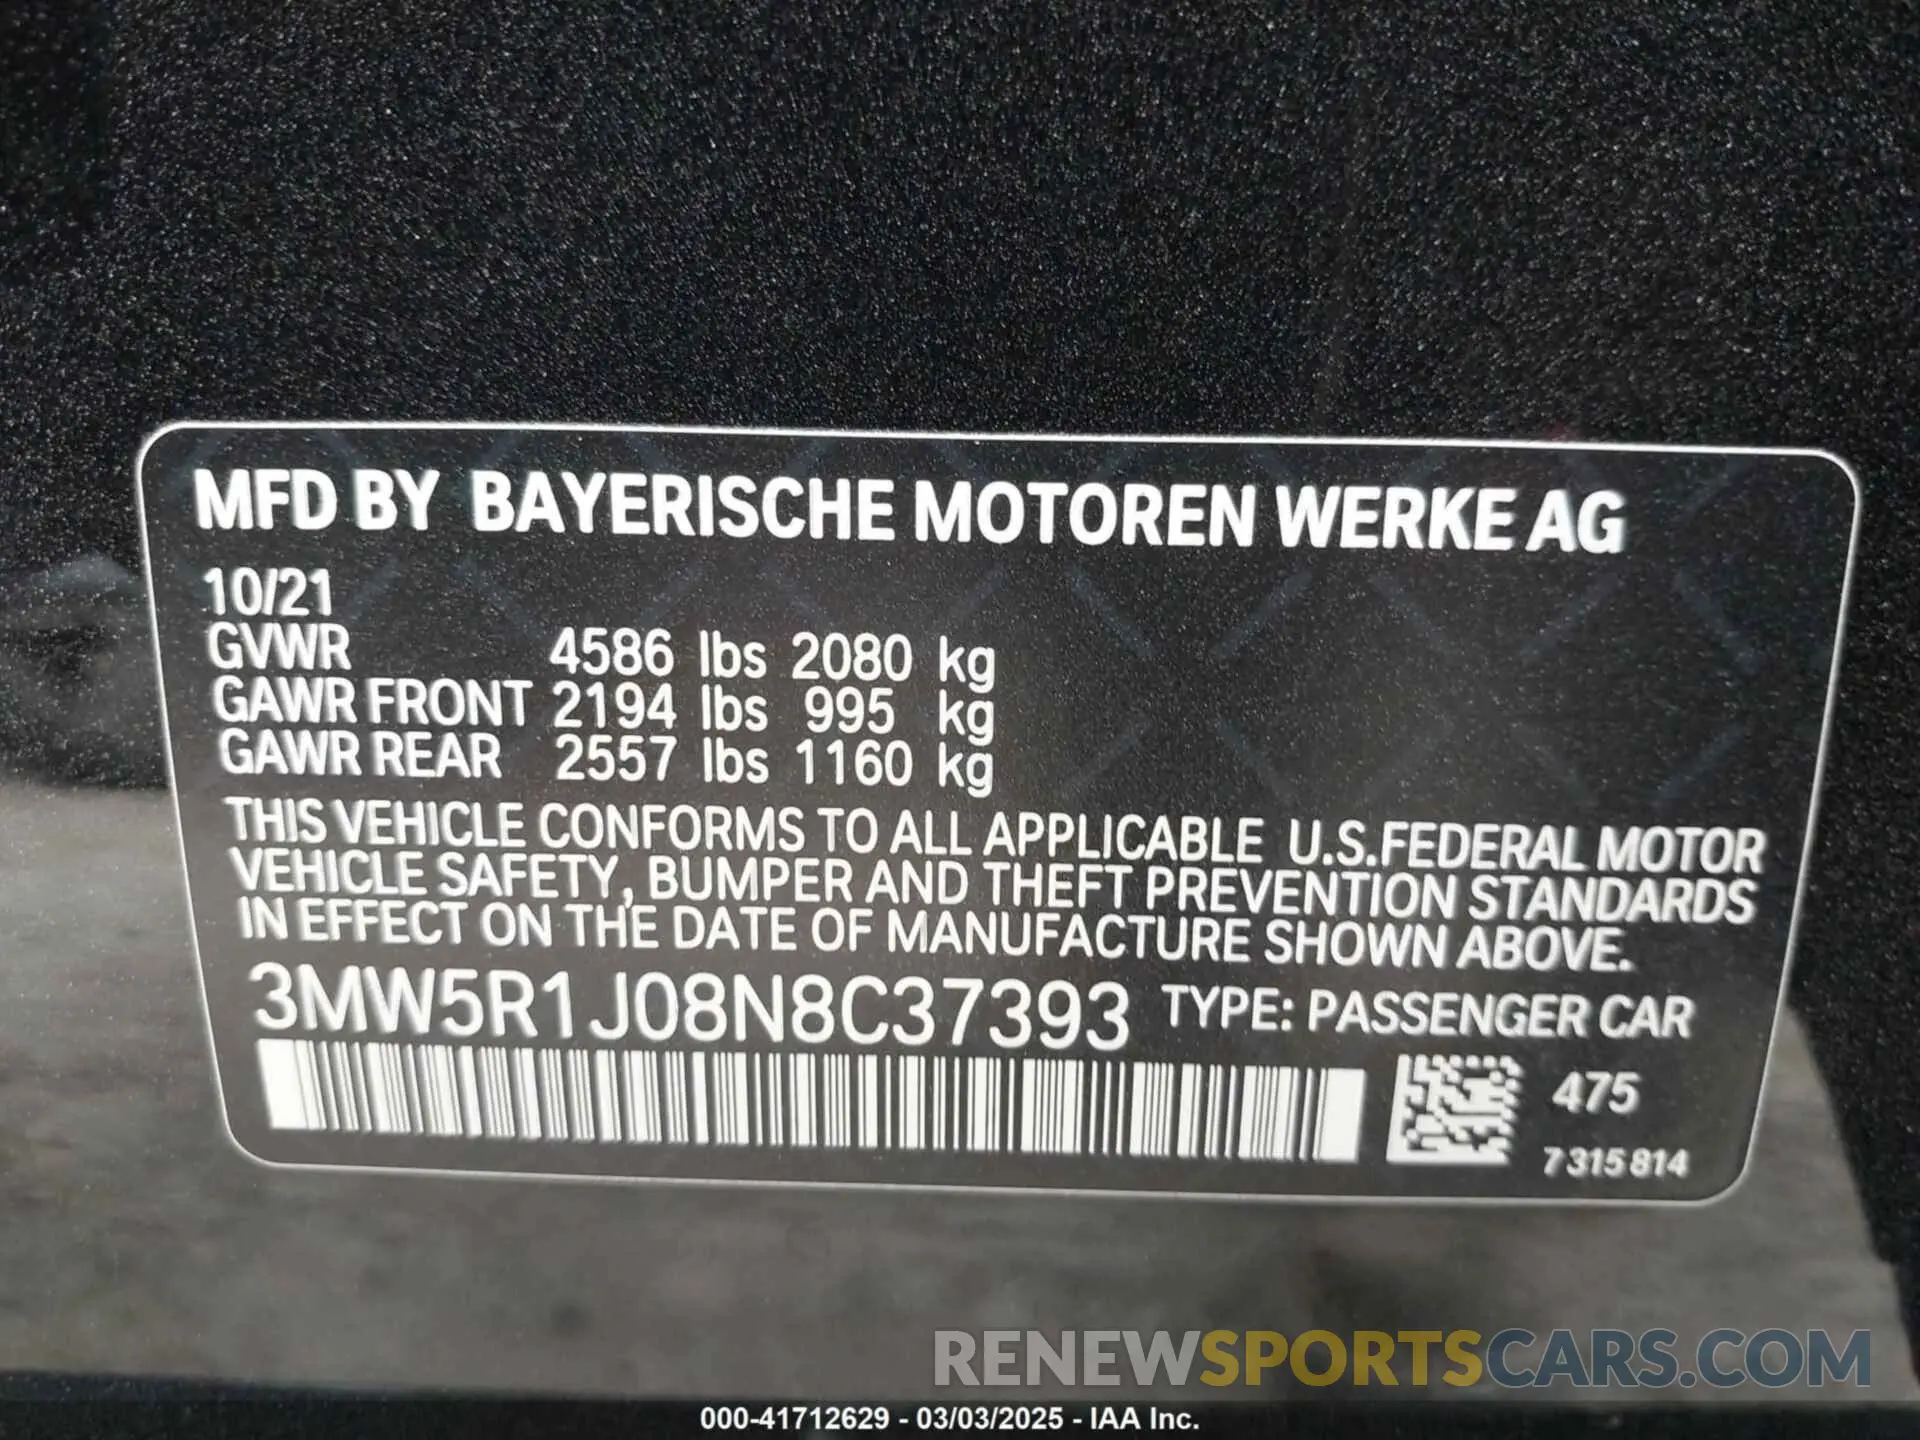 MFD BY BAYERISCHE MOTOREN WERKE AG
10/21
GVWR 4586 lbs 2080 kg
GAWR FRONT 2194 lbs 995 kg
GAWR REAR 2557 lbs 1160 kg
THIS VEHICLE CONFORMS TO ALL APPLICABLE U.S.FEDERAL MOTOR
VEHICLE SAFETY, BUMPER AND THEFT PREVENTION STANDARDS
IN EFFECT ON THE DATE OF MANUFACTURE SHOWN ABOVE.
3MW5R1J08N8C37393 TYPE: PASSENGER CAR
475
7 315 814
RENEWSPORTSCARS.COM
000-41712629 - 03/03/2025 - IAA Inc.